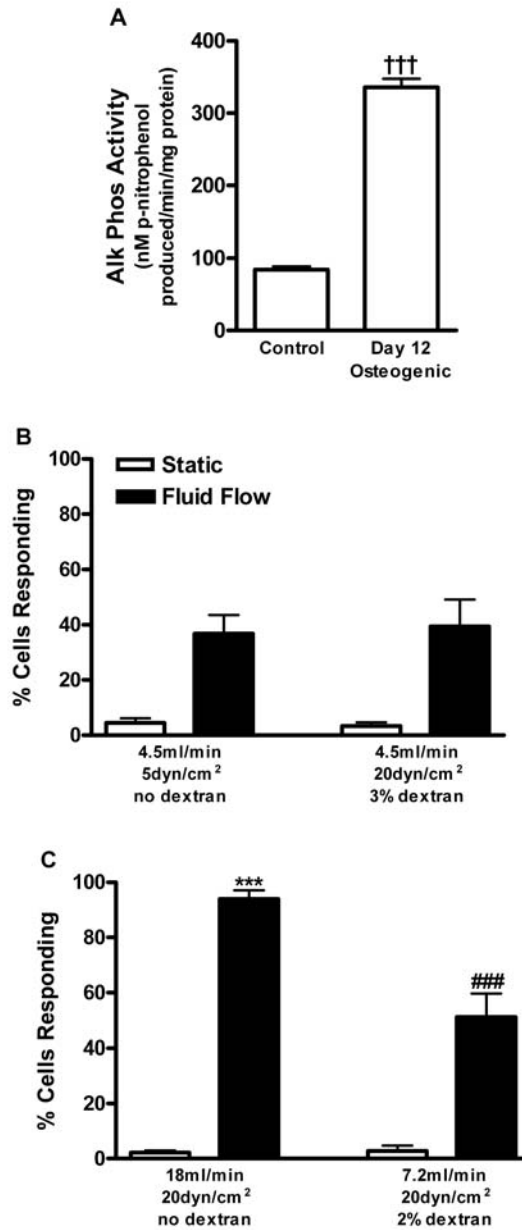 A
Alk Phos Activity
(nM p-nitrophenol
produced/min/mg protein)
400
300
200
100
0
†††
Control
Day 12
Osteogenic
B
% Cells Responding
100
80
60
40
20
0
Static
Fluid Flow
4.5ml/min
5dyn/cm²
no dextran
4.5ml/min
20dyn/cm²
3% dextran
C
% Cells Responding
100
80
60
40
20
0
***
###
18ml/min
20dyn/cm²
no dextran
7.2ml/min
20dyn/cm²
2% dextran